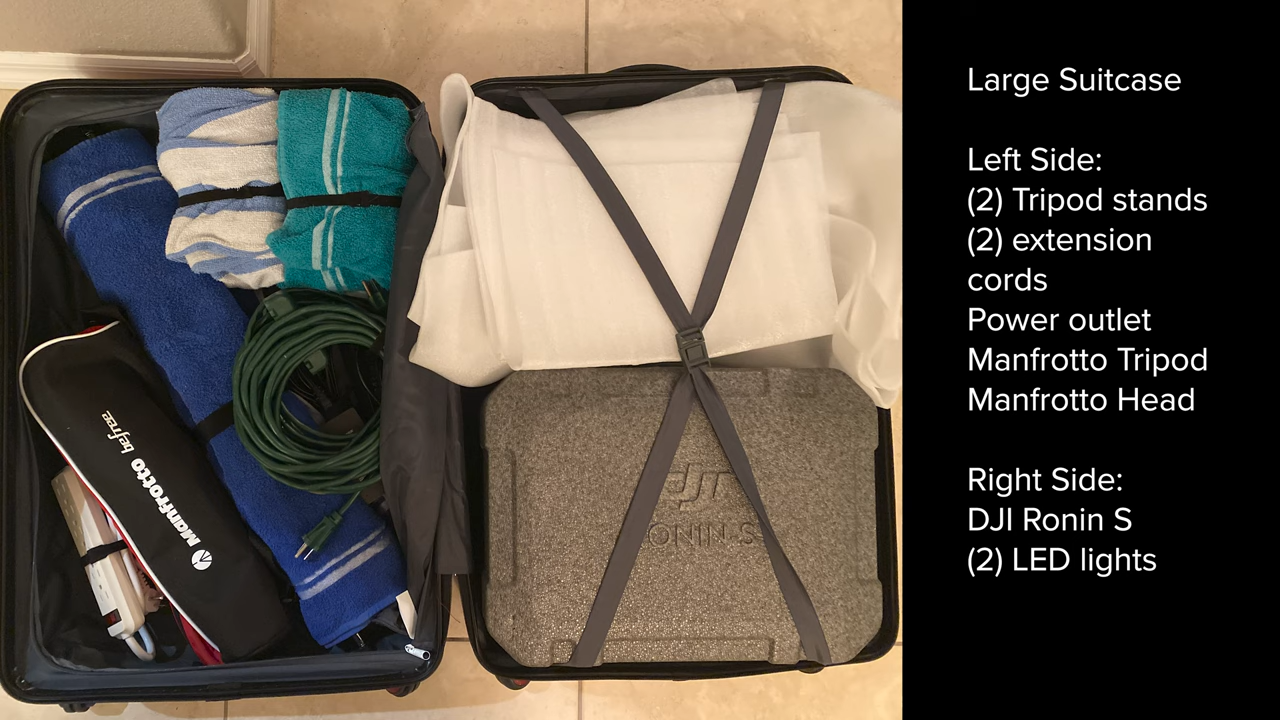 Large Suitcase
Left Side:
(2) Tripod stands
(2) extension
cords
Power outlet
Manfrotto Tripod
Manfrotto Head
Right Side:
DJI Ronin S
(2) LED lights
Manfrotto
befree
DJI
RONIN-S